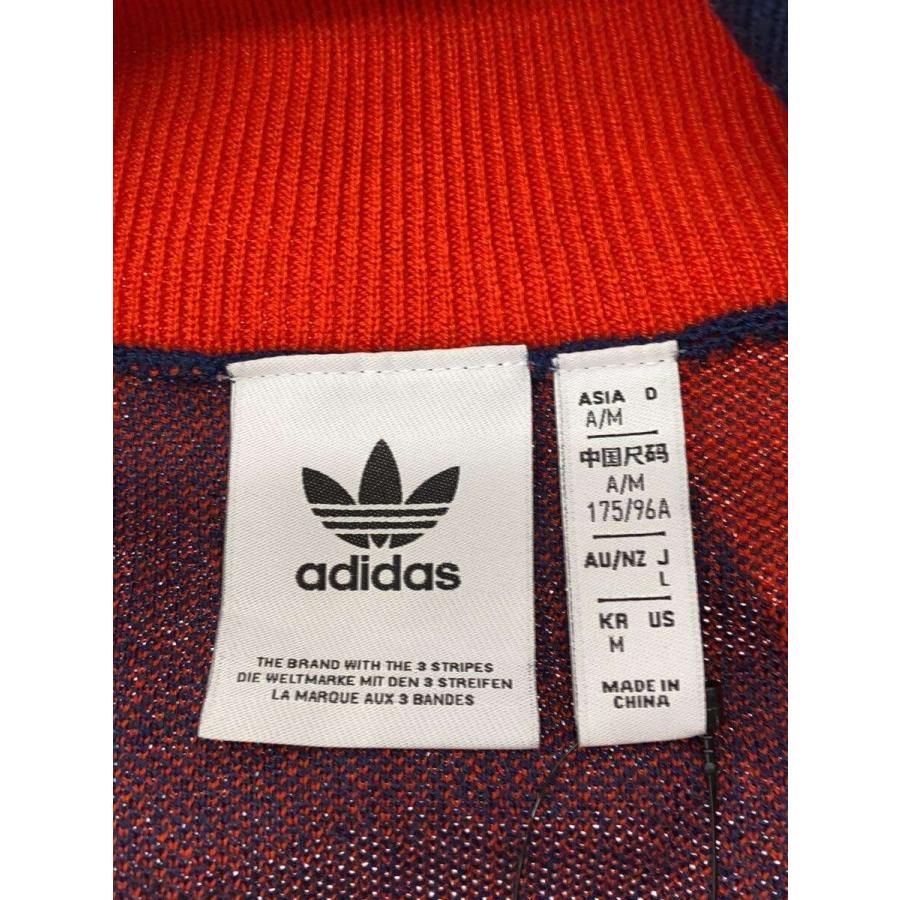 adidas
THE BRAND WITH THE 3 STRIPES
DIE WELTMARKE MIT DEN 3 STREIFEN
LA MARQUE AUX 3 BANDES
ASIA D
A/M
中国尺码
A/M
175/96A
AU/NZ J
L
KR US
M
MADE IN
CHINA